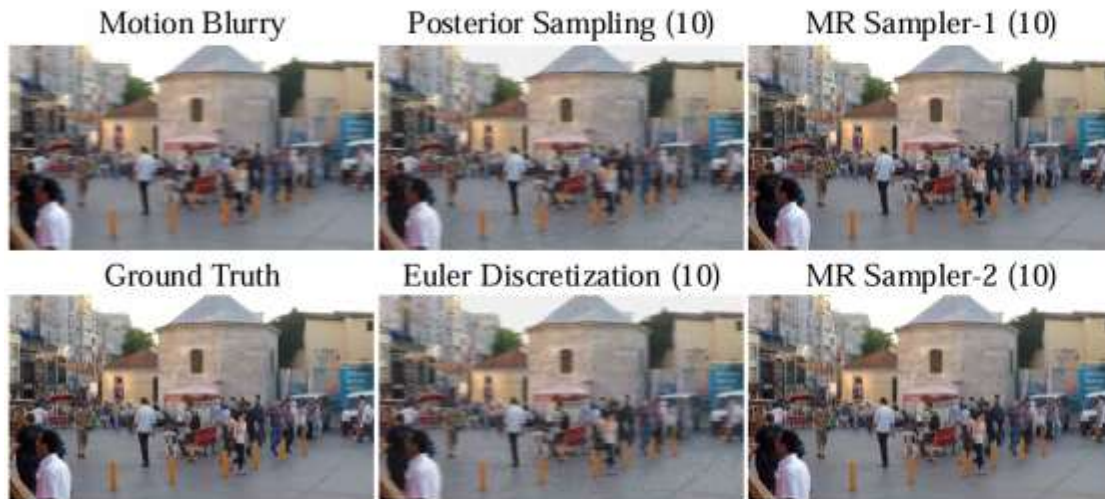 Motion Blurry
Posterior Sampling (10)
MR Sampler-1 (10)
Ground Truth
Euler Discretization (10)
MR Sampler-2 (10)